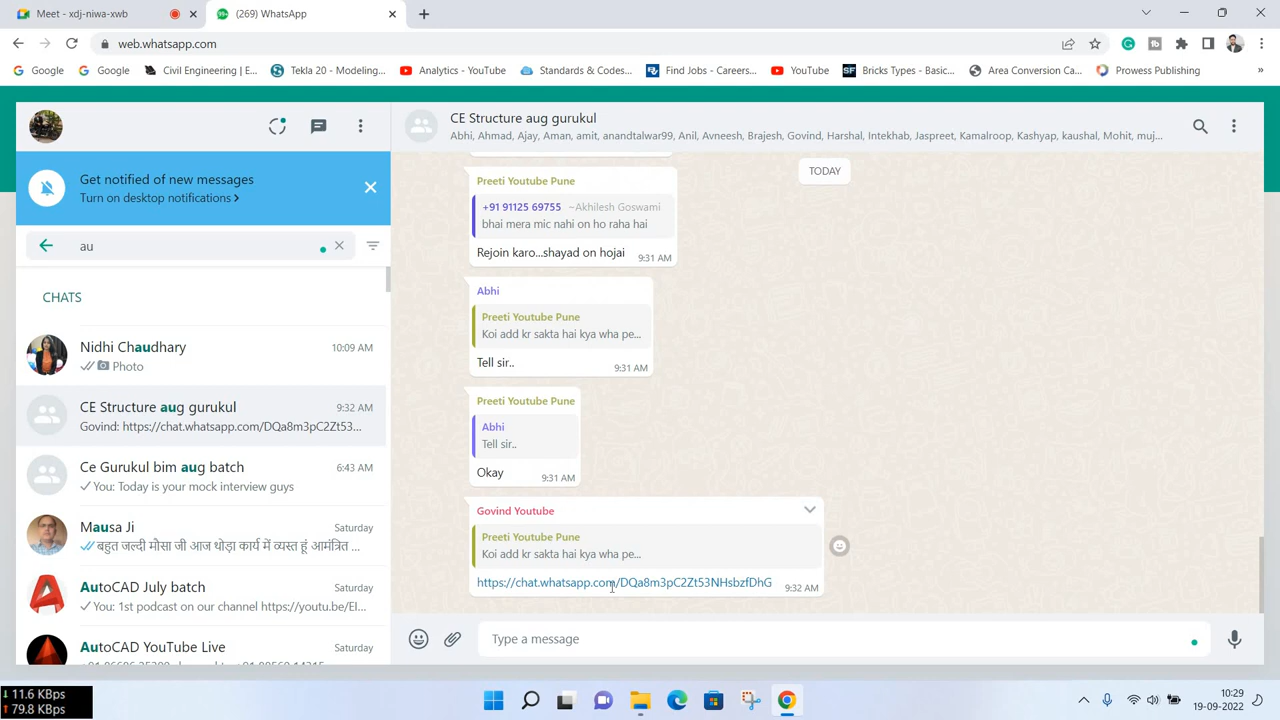 Meet - xdj-niwa-xwb
(269) WhatsApp
web.whatsapp.com
Google
Google
Civil Engineering | E...
Tekla 20 - Modeling...
Analytics - YouTube
Standards & Codes...
Find Jobs - Careers...
YouTube
SF
Bricks Types - Basic...
Area Conversion Ca...
Prowess Publishing
»
Get notified of new messages
Turn on desktop notifications >
au
CHATS
Nidhi Chaudhary
10:09 AM
Photo
CE Structure aug gurukul
9:32 AM
Govind: https://chat.whatsapp.com/DQa8m3pC2Zt53...
Ce Gurukul bim aug batch
6:43 AM
You: Today is your mock interview guys
Mausa Ji
Saturday
बहुत जल्दी मौसा जी आज थोड़ा कार्य में व्यस्त हूं आमंत्रित ...
AutoCAD July batch
Saturday
You: 1st podcast on our channel https://youtu.be/El...
AutoCAD YouTube Live
Saturday
CE Structure aug gurukul
Abhi, Ahmad, Ajay, Aman, amit, anandtalwar99, Anil, Avneesh, Brajesh, Govind, Harshal, Intekhab, Jaspreet, Kamalroop, Kashyap, kaushal, Mohit, muj...
TODAY
Preeti Youtube Pune
+91 91125 69755 ~Akhilesh Goswami
bhai mera mic nahi on ho raha hai
Rejoin karo...shayad on hojai
9:31 AM
Abhi
Preeti Youtube Pune
Koi add kr sakta hai kya wha pe...
Tell sir..
9:31 AM
Preeti Youtube Pune
Abhi
Tell sir..
Okay
9:31 AM
Govind Youtube
Preeti Youtube Pune
Koi add kr sakta hai kya wha pe...
https://chat.whatsapp.com/DQa8m3pC2Zt53NHsbzfDhG
9:32 AM
Type a message
11.6 KBps
79.8 KBps
10:29
19-09-2022